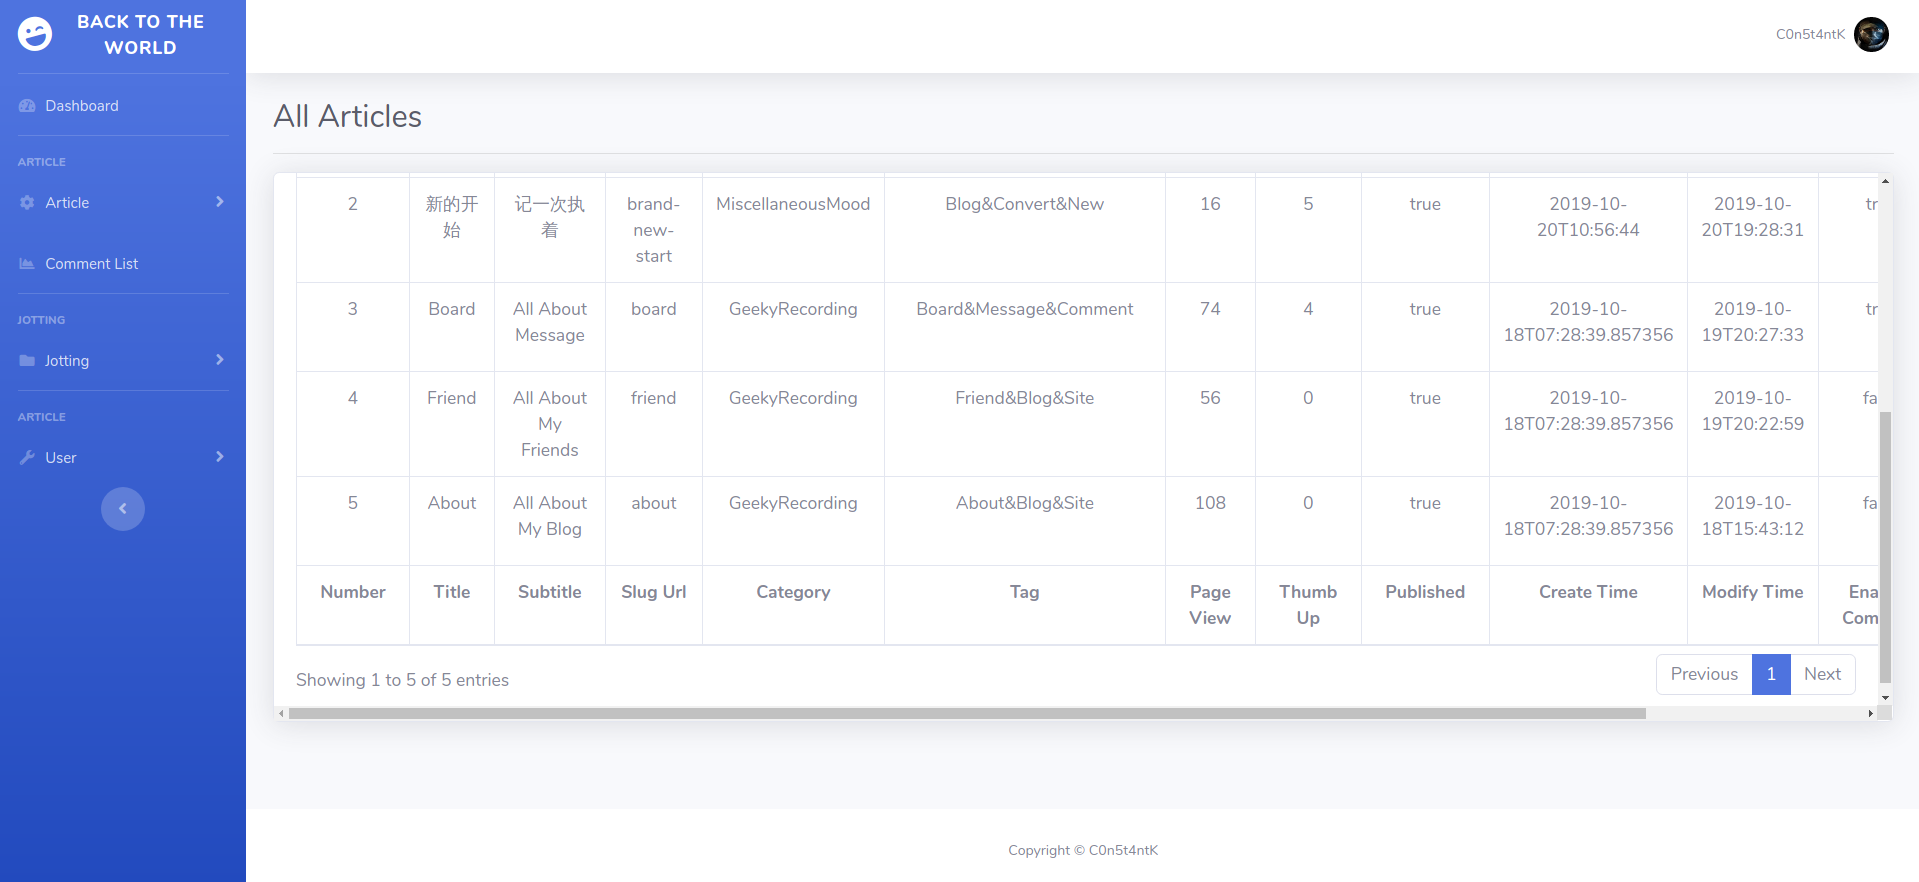 BACK TO THE
WORLD
C0n5t4ntK
Dashboard
ARTICLE
Article
Comment List
JOTTING
Jotting
ARTICLE
User
All Articles
2 新的开 记一次执 brand- MiscellaneousMood Blog&Convert&New 16 5 true 2019-10- 2019-10- tr
始 着 new- 20T10:56:44 20T19:28:31
start
3 Board All About board GeekyRecording Board&Message&Comment 74 4 true 2019-10- 2019-10- tr
Message 18T07:28:39.857356 19T20:27:33
4 Friend All About friend GeekyRecording Friend&Blog&Site 56 0 true 2019-10- 2019-10- fa
My 18T07:28:39.857356 19T20:22:59
Friends
5 About All About about GeekyRecording About&Blog&Site 108 0 true 2019-10- 2019-10- fa
My Blog 18T07:28:39.857356 18T15:43:12
Number Title Subtitle Slug Url Category Tag Page Thumb Published Create Time Modify Time Ena
View Up Com
Showing 1 to 5 of 5 entries
Previous 1 Next
Copyright © C0n5t4ntK